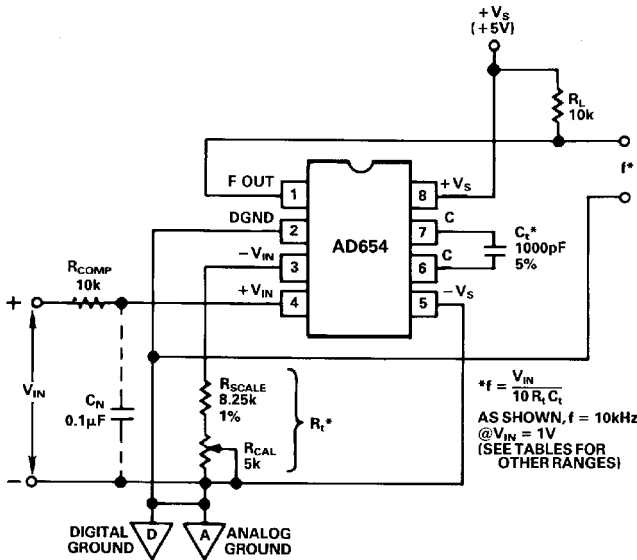 +VS
(+5V)
RL
10k
f*
F OUT
1
8
+VS
DGND
2
7
C
AD654
Ct*
1000pF
5%
−VIN
3
6
C
RCOMP
10k
+VIN
4
5
−VS
+
VIN
CN
0.1µF
RSCALE
8.25k
1%
Rt*
RCAL
5k
*f = VIN
10 Rt Ct
AS SHOWN, f = 10kHz
@VIN = 1V
(SEE TABLES FOR
OTHER RANGES)
−
DIGITAL
GROUND
D
A
ANALOG
GROUND